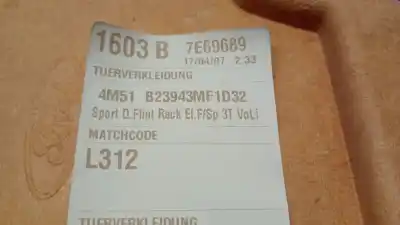 1603 B 7E69689
17/04/07 2.33
TUERVERKLEIDUNG
4M51 B23943MF1D32
Sport D.Flint Rack El.F/Sp 3T VoLi
MATCHCODE
L312
TUERVERKLEIDUNG